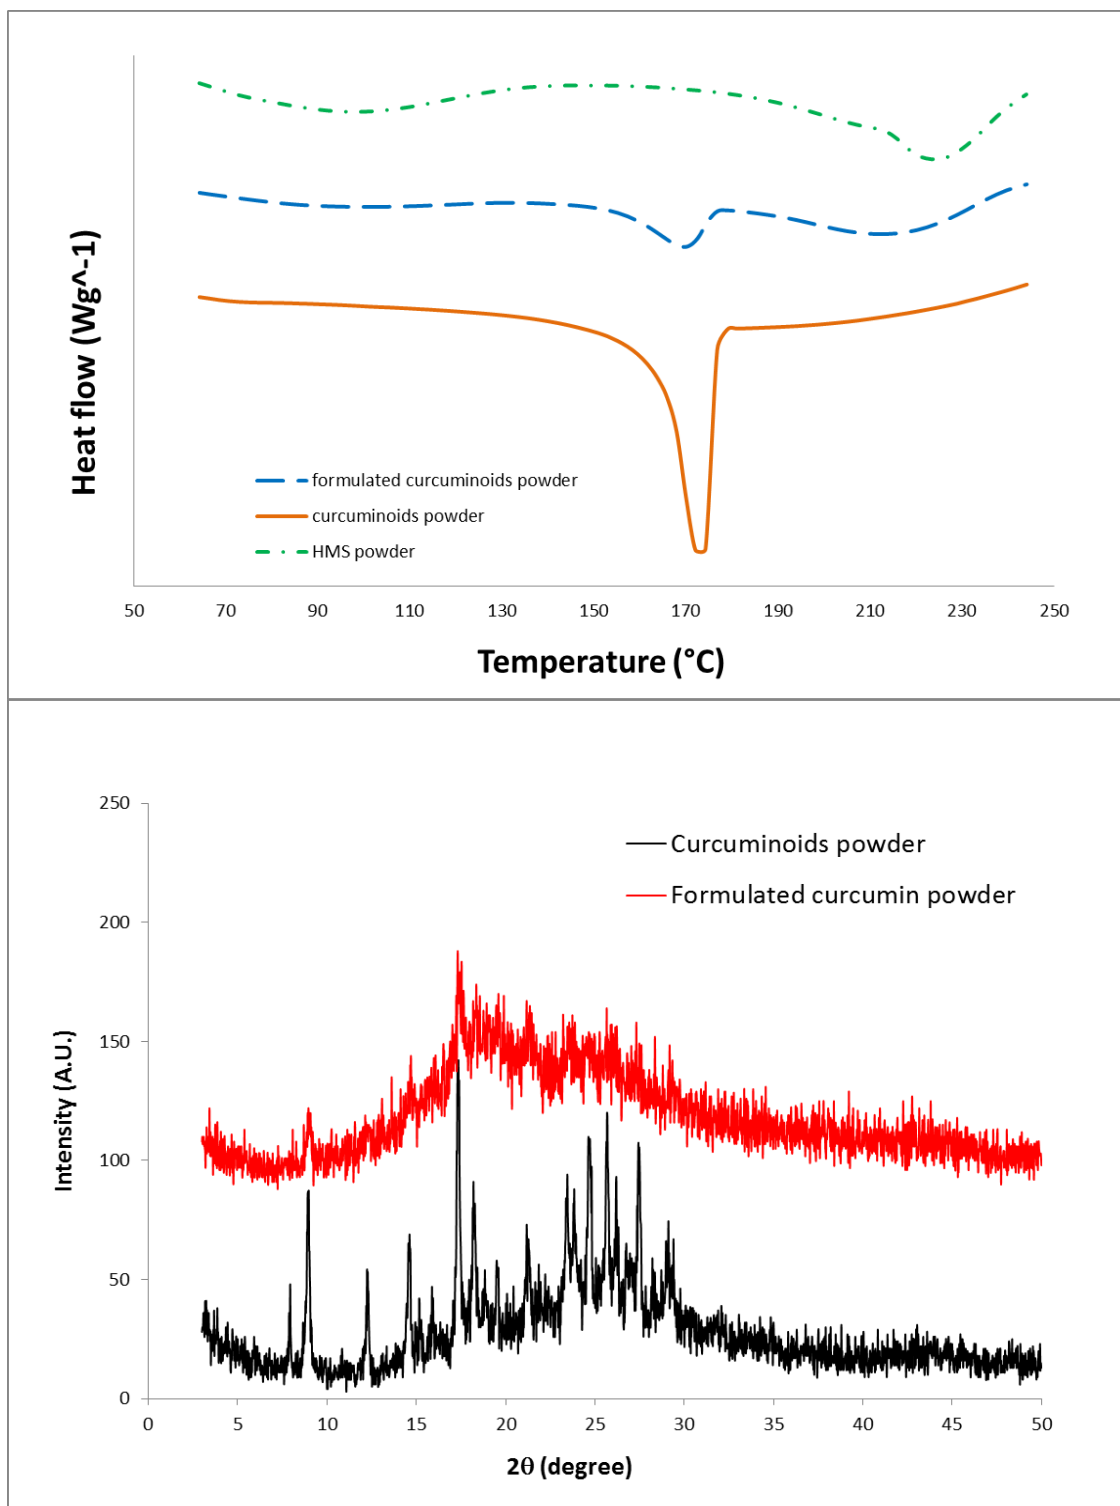 Heat flow (Wg^-1)
formulated curcuminoids powder
curcuminoids powder
HMS powder
50 70 90 110 130 150 170 190 210 230 250
Temperature (°C)
250
200
150
100
50
0
Intensity (A.U.)
Curcuminoids powder
Formulated curcumin powder
0 5 10 15 20 25 30 35 40 45 50
2θ (degree)